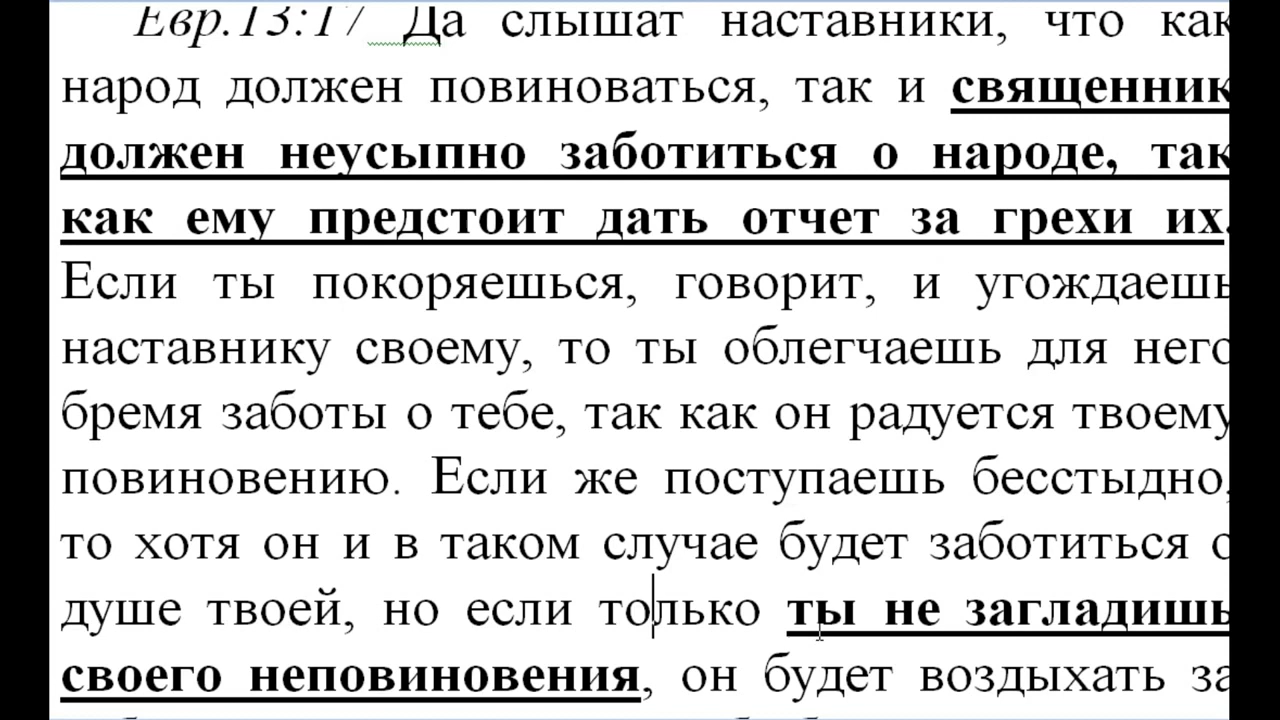 Евр.13:17 Да слышат наставники, что как
народ должен повиноваться, так и священник
должен неусыпно заботиться о народе, так
как ему предстоит дать отчет за грехи их.
Если ты покоряешься, говорит, и угождаешь
наставнику своему, то ты облегчаешь для него
бремя заботы о тебе, так как он радуется твоему
повиновению. Если же поступаешь бесстыдно,
то хотя он и в таком случае будет заботиться о
душе твоей, но если только ты не загладишь
своего неповиновения, он будет воздыхать за